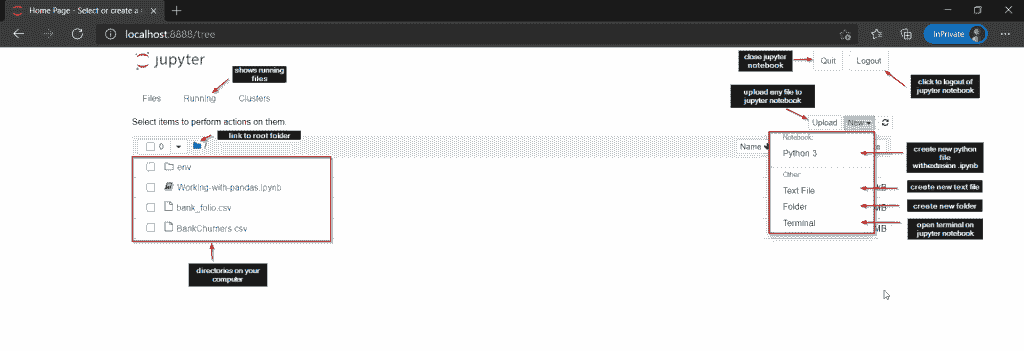 Home Page - Select or create a
localhost:8888/tree
InPrivate
jupyter
close jupyter
notebook
Quit
Logout
shows running
files
click to logout of
jupyter notebook
Files
Running
Clusters
upload any file to
jupyter notebook
Select items to perform actions on them.
Upload
New
link to root folder
0
/
Name
Notebook:
Python 3
create new python
file
withextasion .ipynb
env
Other:
Working-with-pandas.ipynb
Text File
kB
create new text file
bank_folio.csv
Folder
MB
create new folder
BankChurners.csv
Terminal
MB
open terminal on
jupyter notebook
directories on your
computer